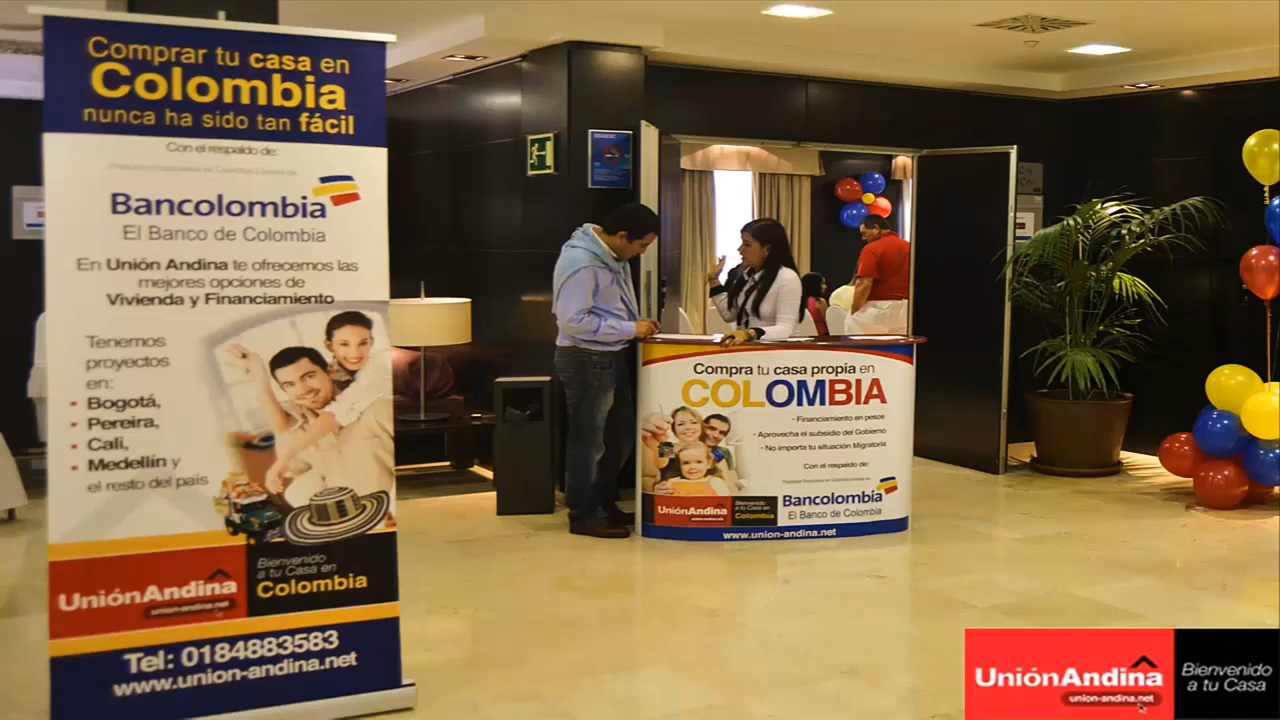 Comprar tu casa en
Colombia
nunca ha sido tan fácil
Con el respaldo de:
Bancolombia
El Banco de Colombia
En Unión Andina te ofrecemos las
mejores opciones de
Vivienda y Financiamiento
Tenemos
proyectos
en:
Bogotá,
Pereira,
Cali,
Medellín y
el resto del país
UniónAndina
union-andina.net
Bienvenido
a tu Casa en
Colombia
Tel: 0184883583
www.union-andina.net
Compra tu casa propia en
COLOMBIA
- Financiamiento en pesos
- Aprovecha el subsidio del Gobierno
- No importa tu situación Migratoria
Con el respaldo de:
Bancolombia
El Banco de Colombia
UniónAndina
union-andina.net
Bienvenido
a tu Casa en
Colombia
www.union-andina.net
UniónAndina
union-andina.net
Bienvenido
a tu Casa